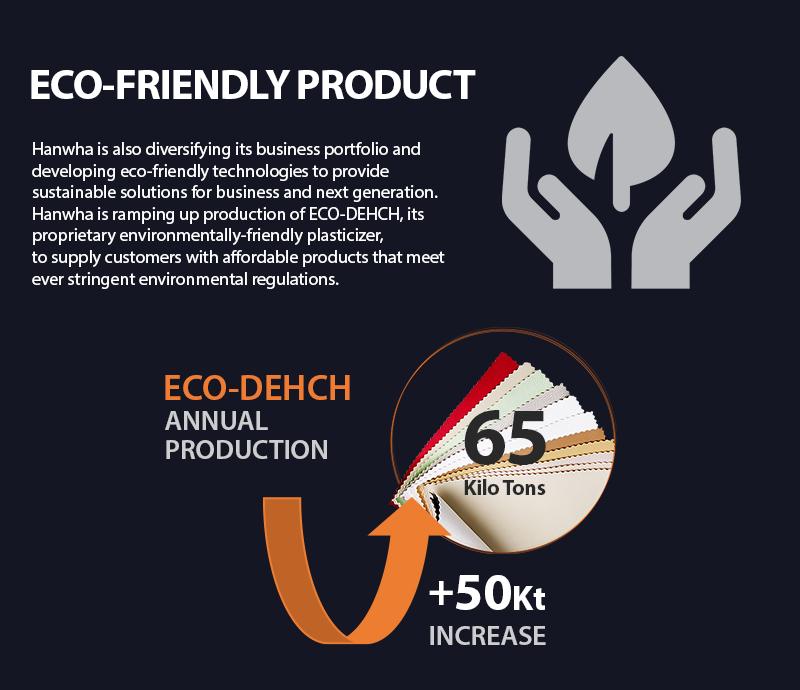 ECO-FRIENDLY PRODUCT
Hanwha is also diversifying its business portfolio and
developing eco-friendly technologies to provide
sustainable solutions for business and next generation.
Hanwha is ramping up production of ECO-DEHCH, its
proprietary environmentally-friendly plasticizer,
to supply customers with affordable products that meet
ever stringent environmental regulations.
ECO-DEHCH
ANNUAL
PRODUCTION
65
Kilo Tons
+50Kt
INCREASE